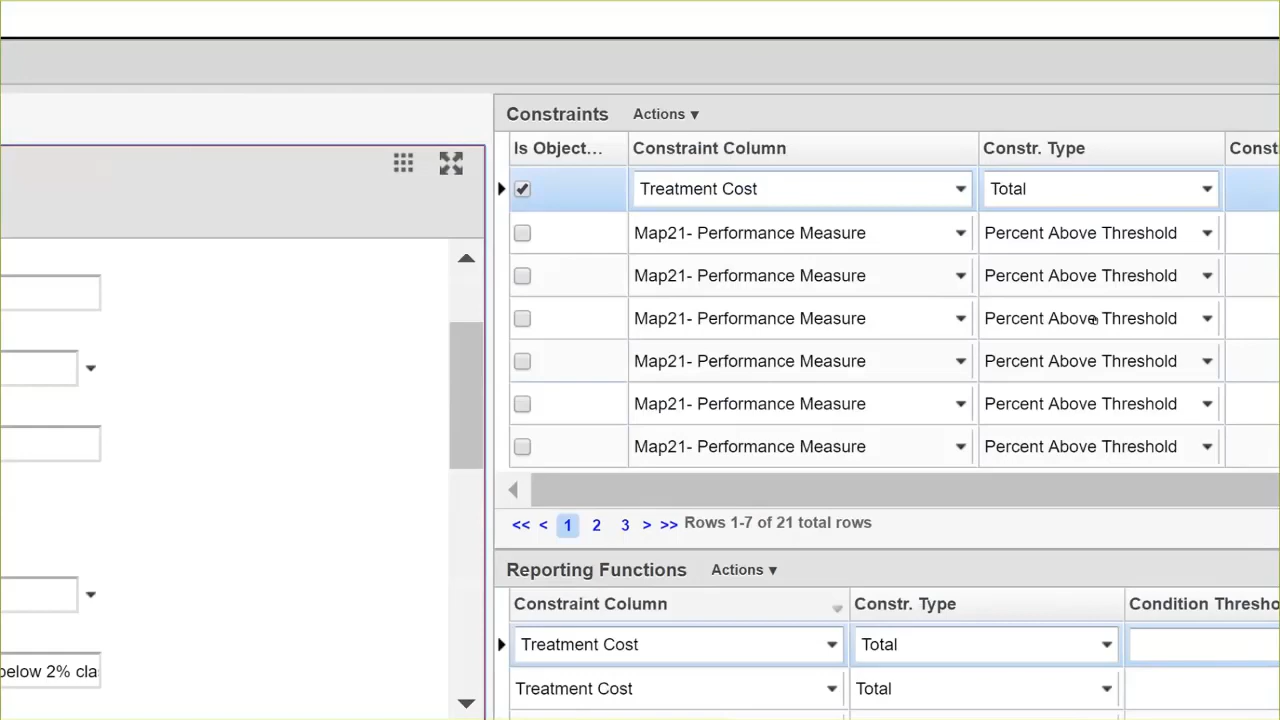 Constraints Actions ▼
Is Object... Constraint Column Constr. Type Const
Treatment Cost Total
Map21- Performance Measure Percent Above Threshold
Map21- Performance Measure Percent Above Threshold
Map21- Performance Measure Percent Above Threshold
Map21- Performance Measure Percent Above Threshold
Map21- Performance Measure Percent Above Threshold
Map21- Performance Measure Percent Above Threshold
<< < 1 2 3 > >> Rows 1-7 of 21 total rows
Reporting Functions Actions ▼
Constraint Column Constr. Type Condition Thresho
Treatment Cost Total
below 2% cla
Treatment Cost Total